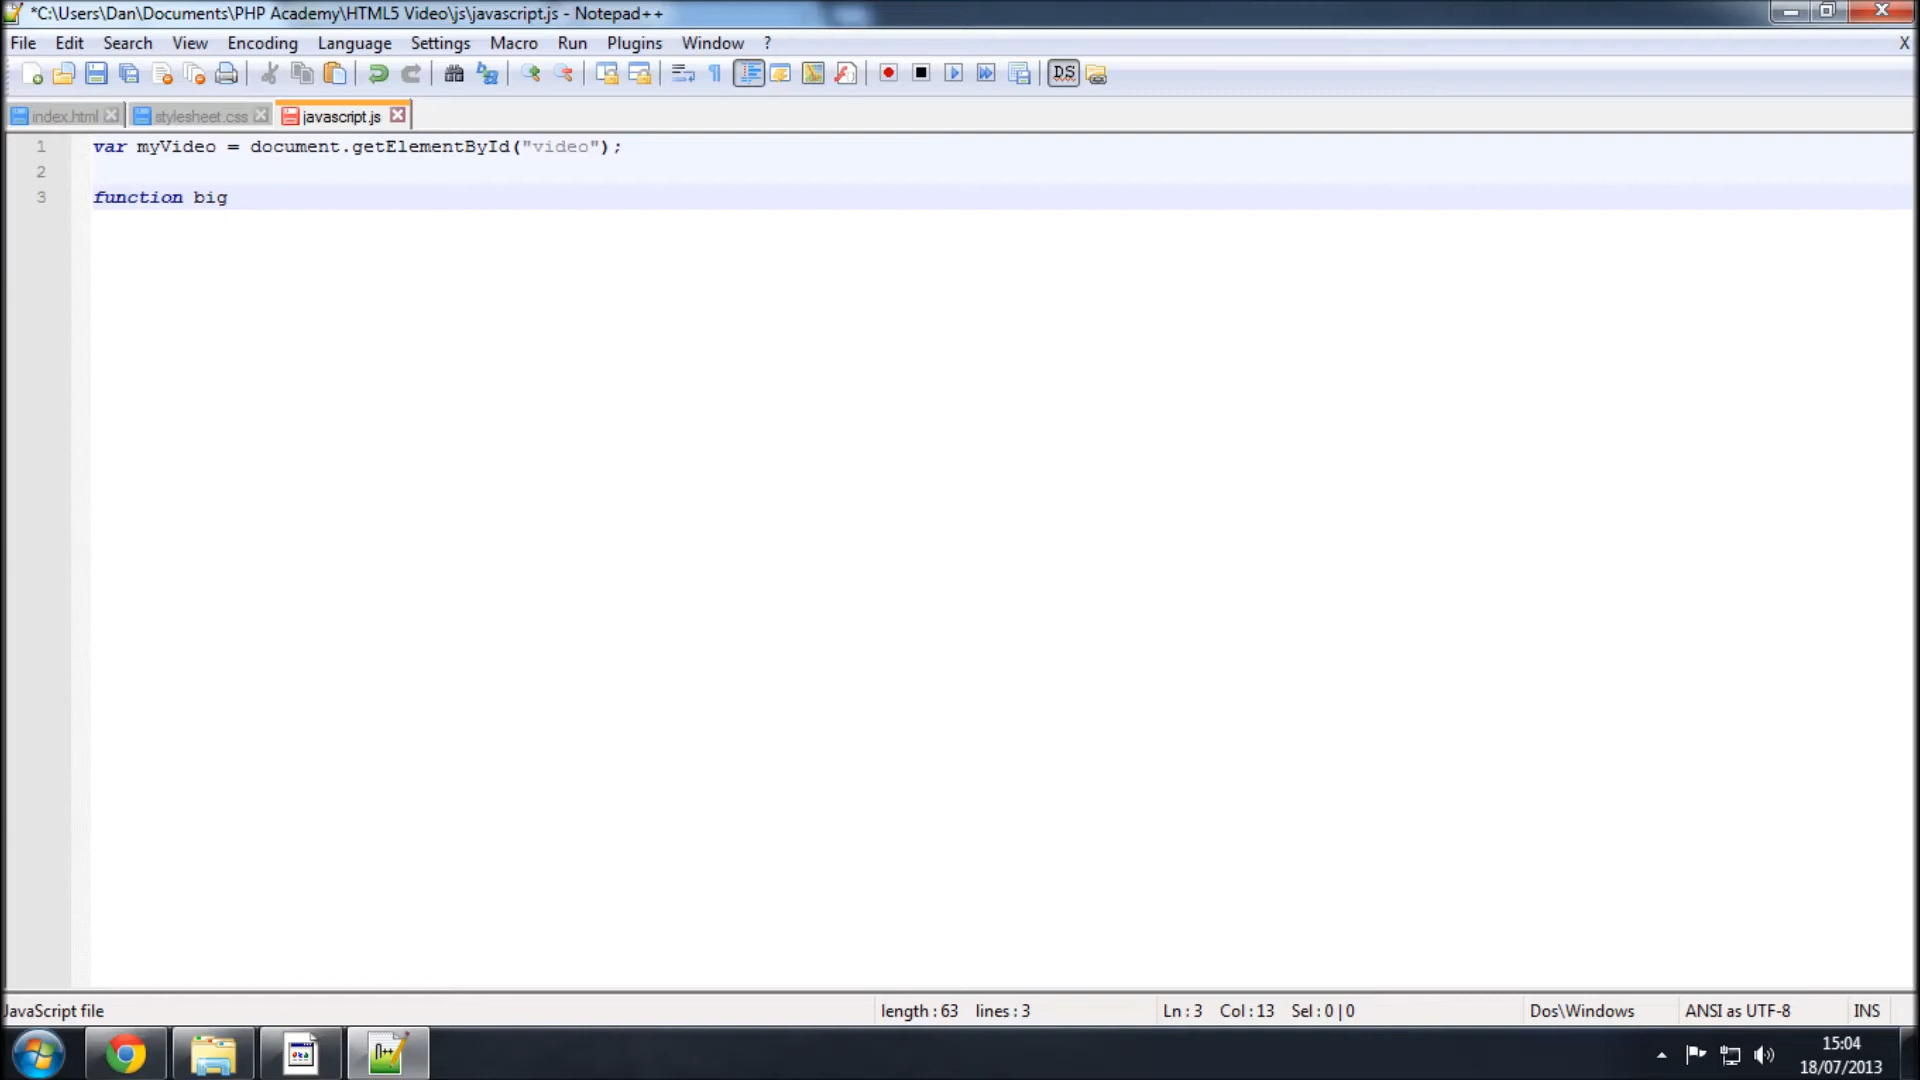 *C:\Users\Dan\Documents\PHP Academy\HTML5 Video\js\javascript.js - Notepad++
File Edit Search View Encoding Language Settings Macro Run Plugins Window ? X
DS
index.html stylesheet.css javascript.js
1 var myVideo = document.getElementById("video");
2
3 function big
JavaScript file length : 63 lines : 3 Ln : 3 Col : 13 Sel : 0 | 0 Dos\Windows ANSI as UTF-8 INS
15:04
18/07/2013